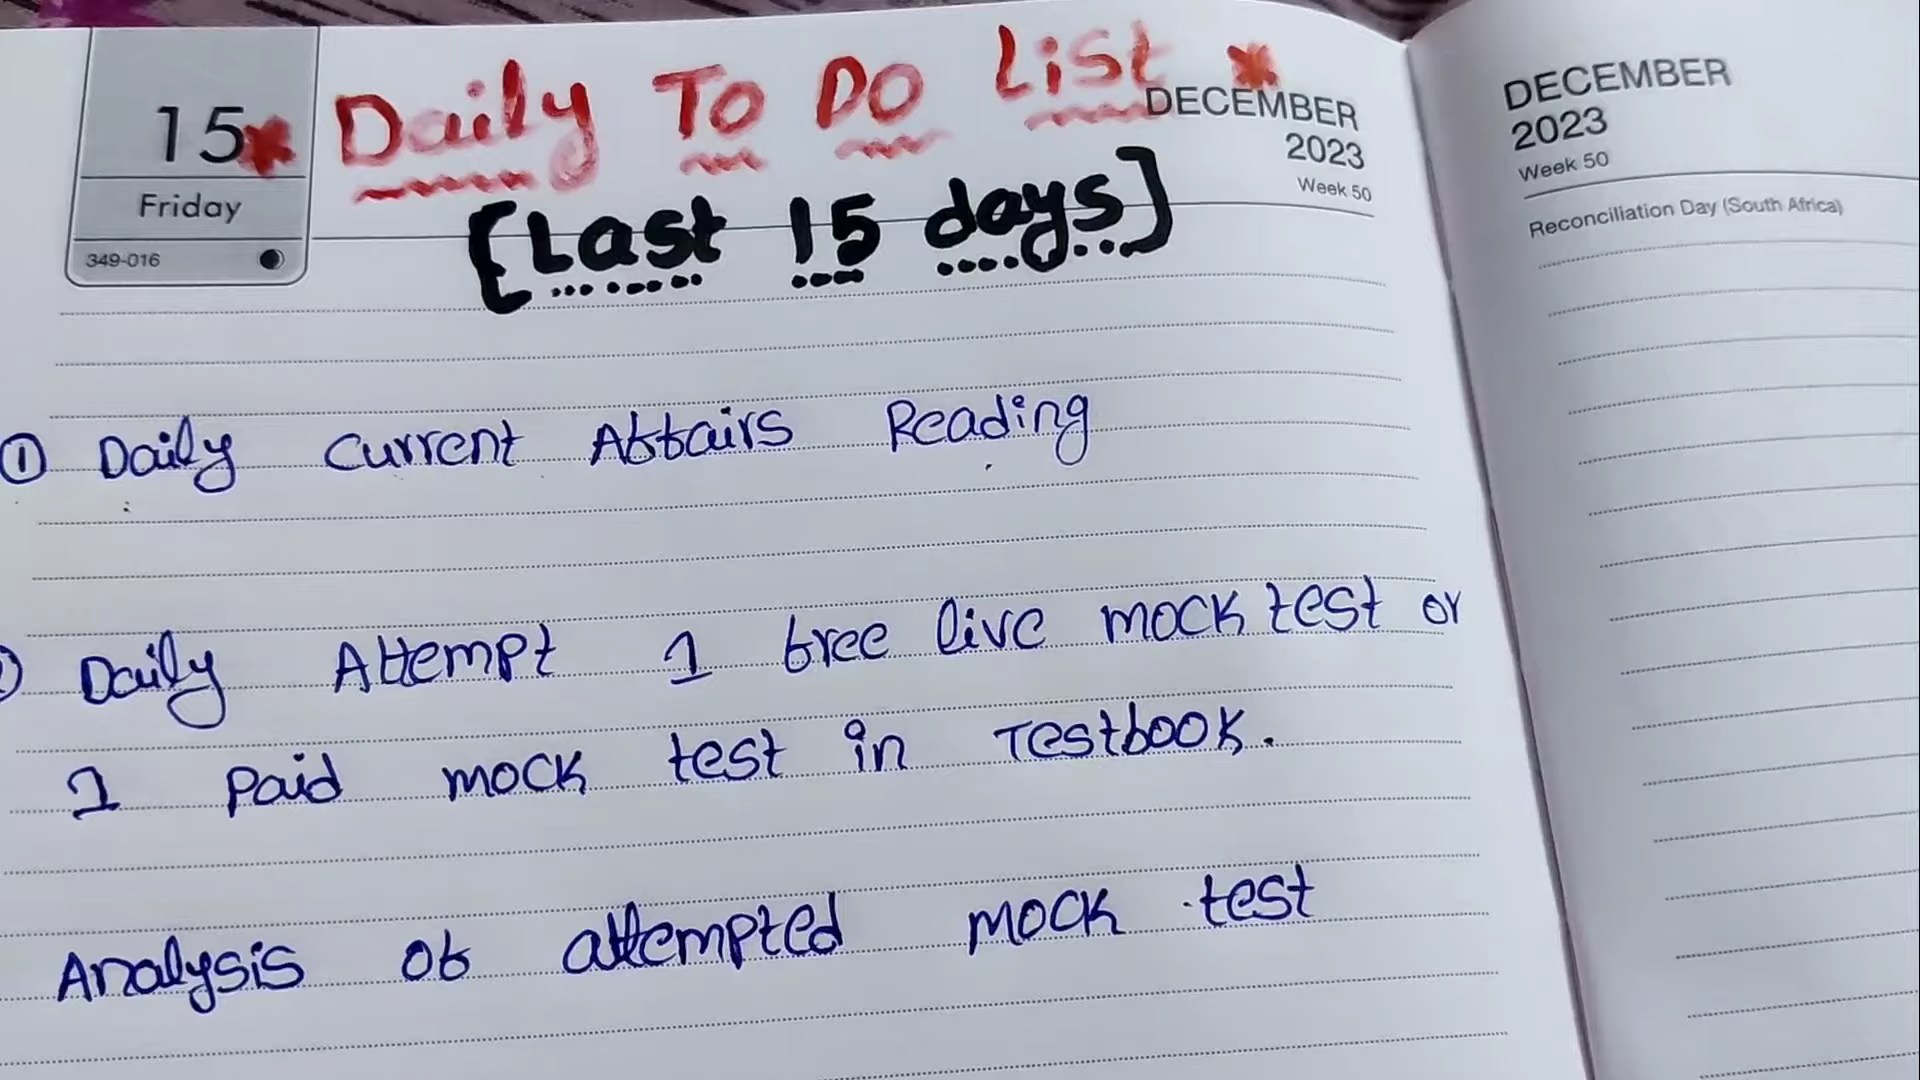 15
Friday
349-016
* Daily To Do List *
DECEMBER
2023
Week 50
[Last 15 days]
① Daily Current Affairs Reading
Daily Attempt 1 free live mock test or
1 Paid mock test in Testbook.
Analysis of attempted mock test
DECEMBER
2023
Week 50
Reconciliation Day (South Africa)